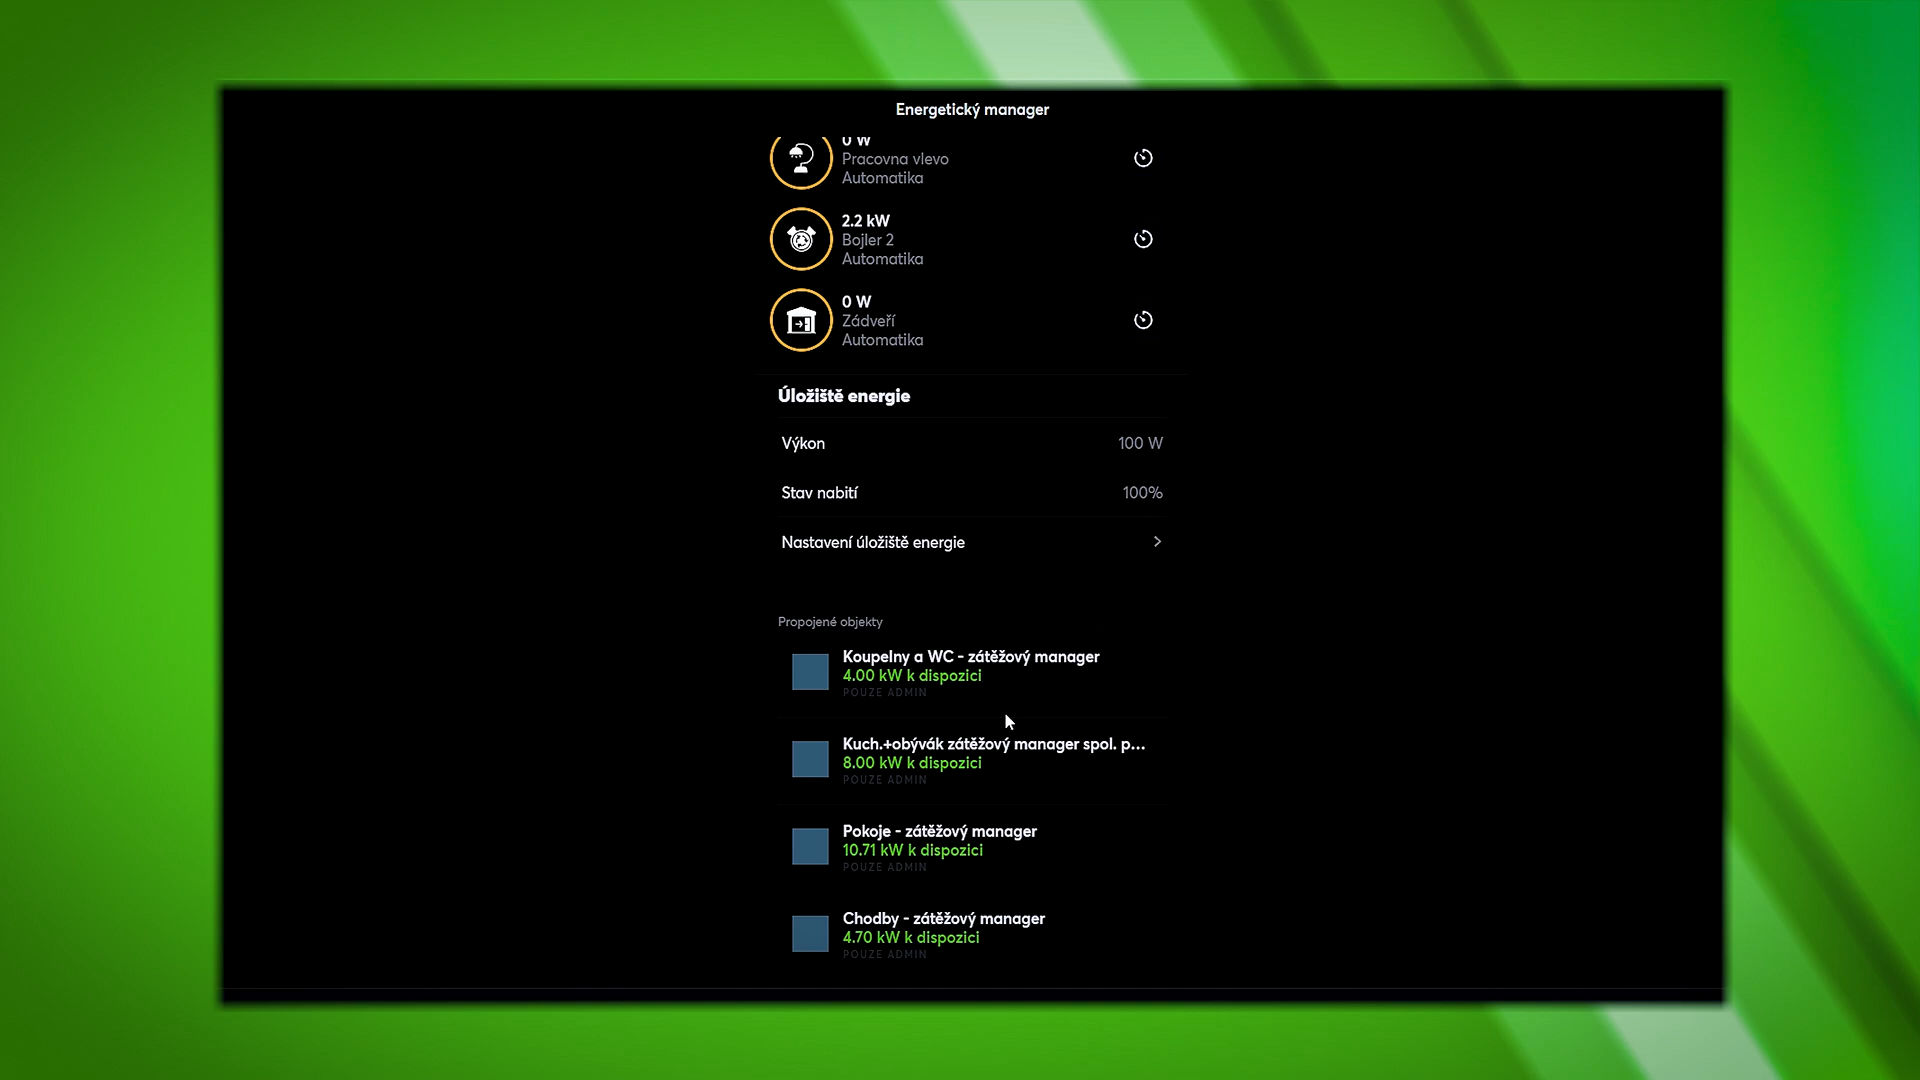 Energetický manager
0 W
Pracovna vlevo
Automatika
2.2 kW
Bojler 2
Automatika
0 W
Zádveří
Automatika
Úložiště energie
Výkon 100 W
Stav nabití 100%
Nastavení úložiště energie
Propojené objekty
Koupelny a WC - zátěžový manager
4.00 kW k dispozici
POUZE ADMIN
Kuch.+obývák zátěžový manager spol. p...
8.00 kW k dispozici
POUZE ADMIN
Pokoje - zátěžový manager
10.71 kW k dispozici
POUZE ADMIN
Chodby - zátěžový manager
4.70 kW k dispozici
POUZE ADMIN